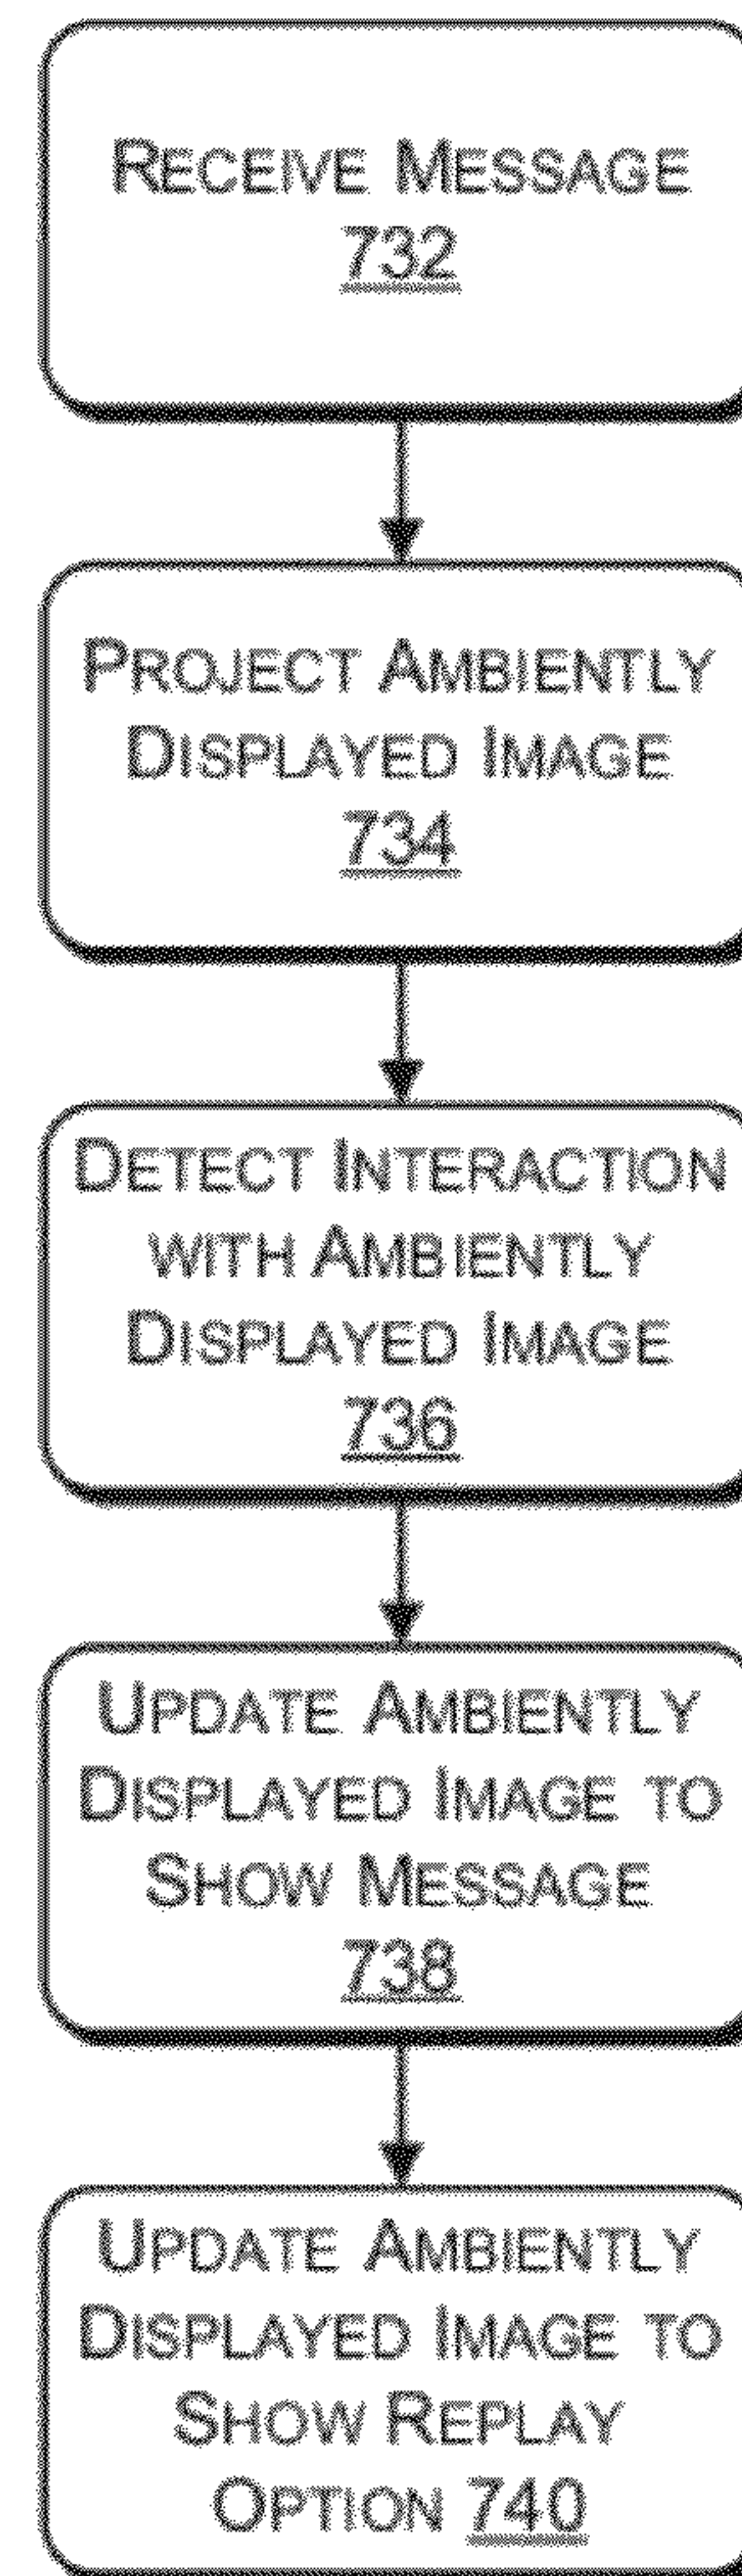 RECEIVE MESSAGE
732
PROJECT AMBIENTLY
DISPLAYED IMAGE
734
DETECT INTERACTION
WITH AMBIENTLY
DISPLAYED IMAGE
736
UPDATE AMBIENTLY
DISPLAYED IMAGE TO
SHOW MESSAGE
738
UPDATE AMBIENTLY
DISPLAYED IMAGE TO
SHOW REPLAY
OPTION 740